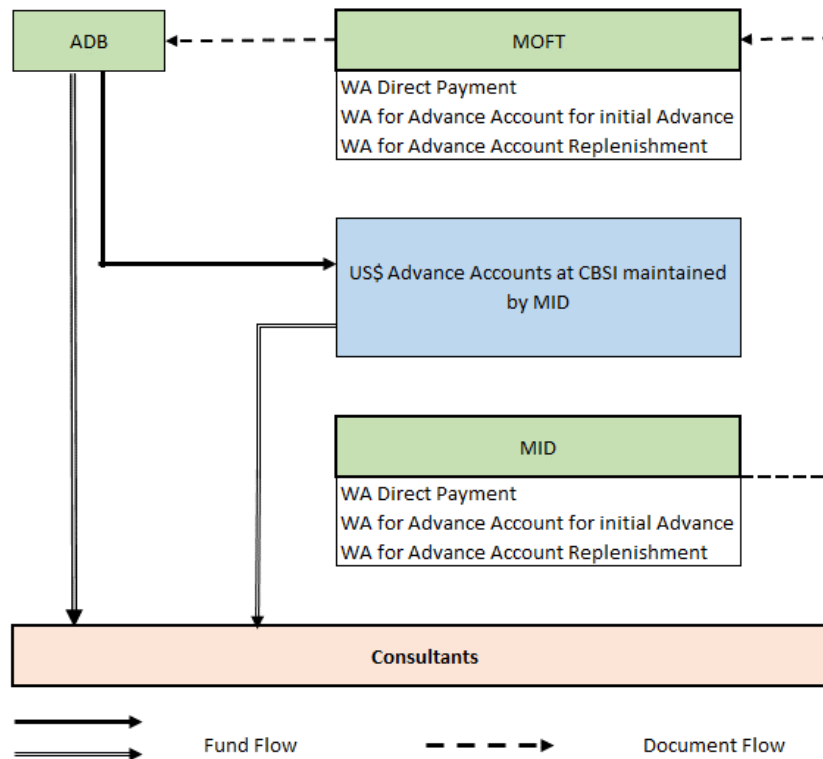 ADB
MOFT
WA Direct Payment
WA for Advance Account for initial Advance
WA for Advance Account Replenishment
US$ Advance Accounts at CBSI maintained
by MID
MID
WA Direct Payment
WA for Advance Account for initial Advance
WA for Advance Account Replenishment
Consultants
Fund Flow
Document Flow